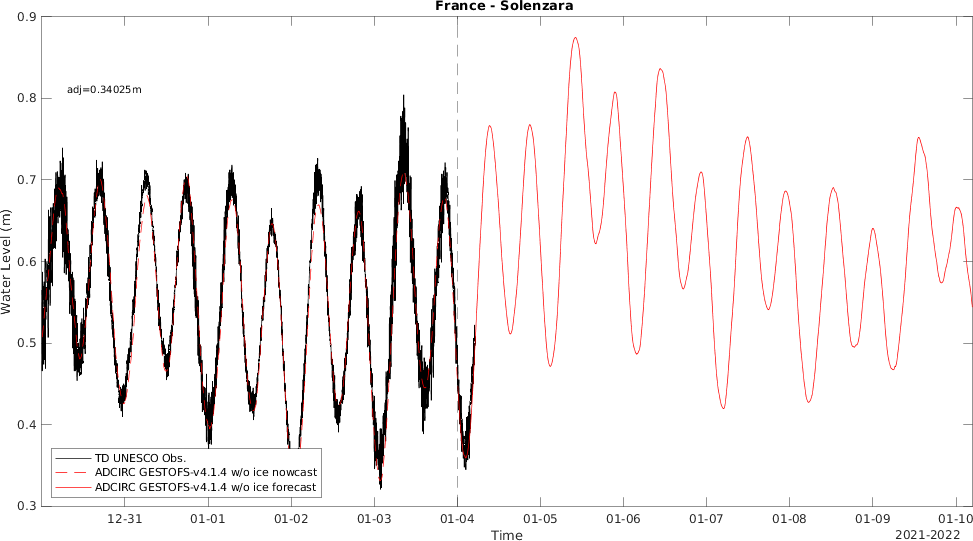 France - Solenzara
0.9
0.8
0.7
0.6
0.5
0.4
0.3
Water Level (m)
adj=0.34025m
TD UNESCO Obs.
ADCIRC GESTOFS-v4.1.4 w/o ice nowcast
ADCIRC GESTOFS-v4.1.4 w/o ice forecast
12-31
01-01
01-02
01-03
01-04
01-05
01-06
01-07
01-08
01-09
01-10
Time
2021-2022